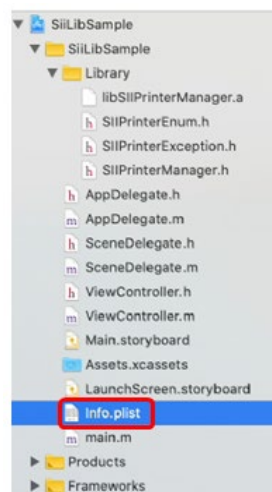 SiiLibSample
SiiLibSample
Library
libSIIPrinterManager.a
h SIIPrinterEnum.h
h SIIPrinterException.h
h SIIPrinterManager.h
h AppDelegate.h
m AppDelegate.m
h SceneDelegate.h
m SceneDelegate.m
h ViewController.h
m ViewController.m
Main.storyboard
Assets.xcassets
LaunchScreen.storyboard
Info.plist
m main.m
Products
Frameworks